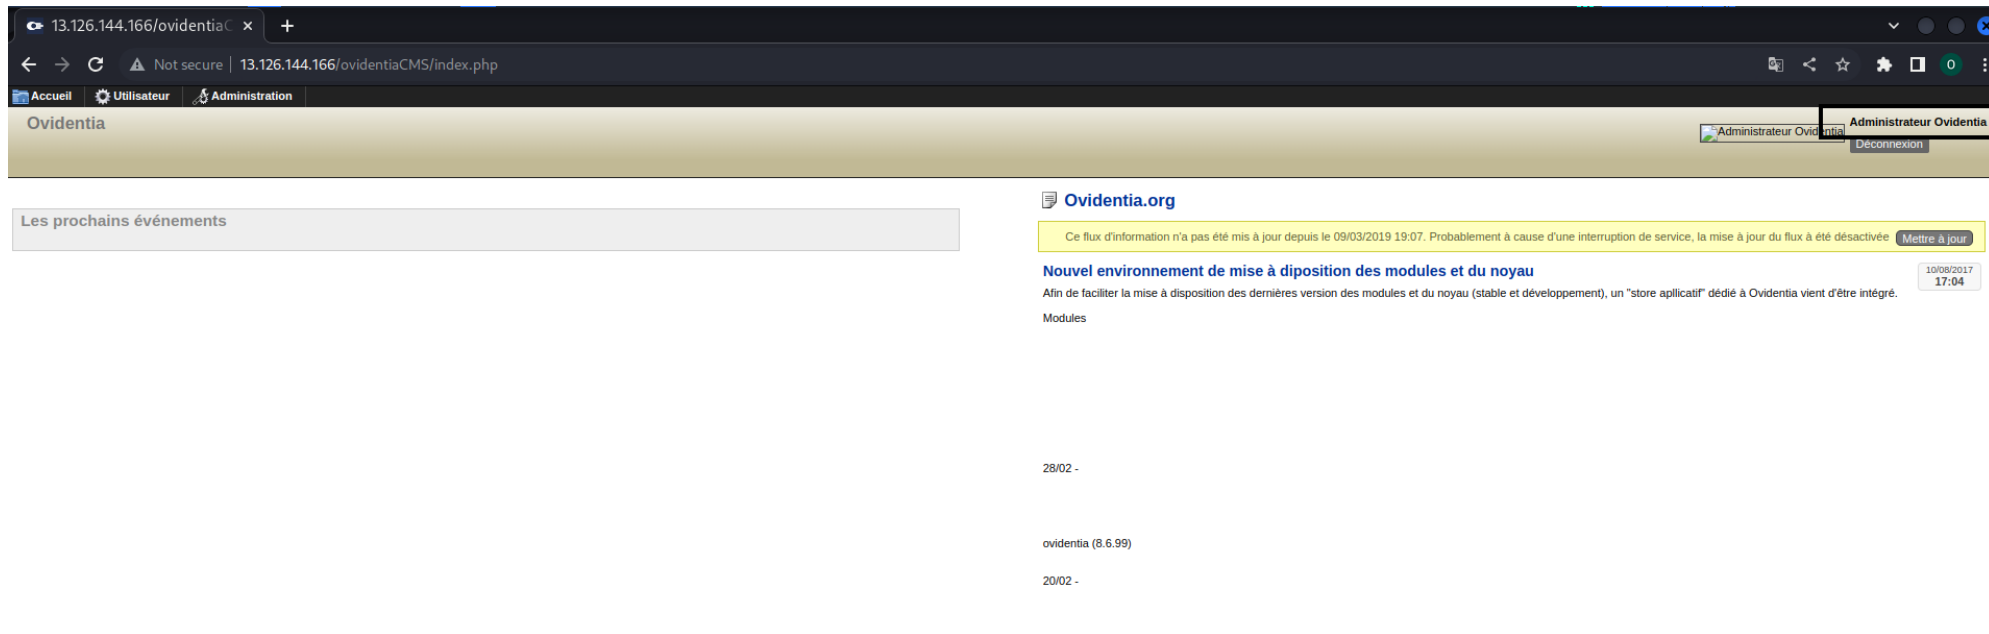 13.126.144.166/ovidentiaC
Not secure | 13.126.144.166/ovidentiaCMS/index.php
O
Accueil Utilisateur Administration
Ovidentia
Administrateur Ovidentia
Administrateur Ovidentia
Déconnexion
Les prochains événements
Ovidentia.org
Ce flux d'information n'a pas été mis à jour depuis le 09/03/2019 19:07. Probablement à cause d'une interruption de service, la mise à jour du flux à été désactivée Mettre à jour
Nouvel environnement de mise à diposition des modules et du noyau
10/08/2017
17:04
Afin de faciliter la mise à disposition des dernières version des modules et du noyau (stable et développement), un "store apllicatif" dédié à Ovidentia vient d'être intégré.
Modules
28/02 -
ovidentia (8.6.99)
20/02 -